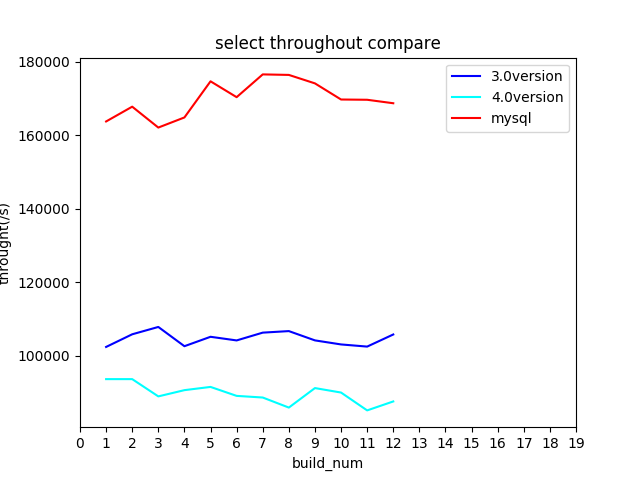 select throughout compare
180000
160000
140000
120000
100000
throught(/s)
3.0version
4.0version
mysql
0 1 2 3 4 5 6 7 8 9 10 11 12 13 14 15 16 17 18 19
build_num